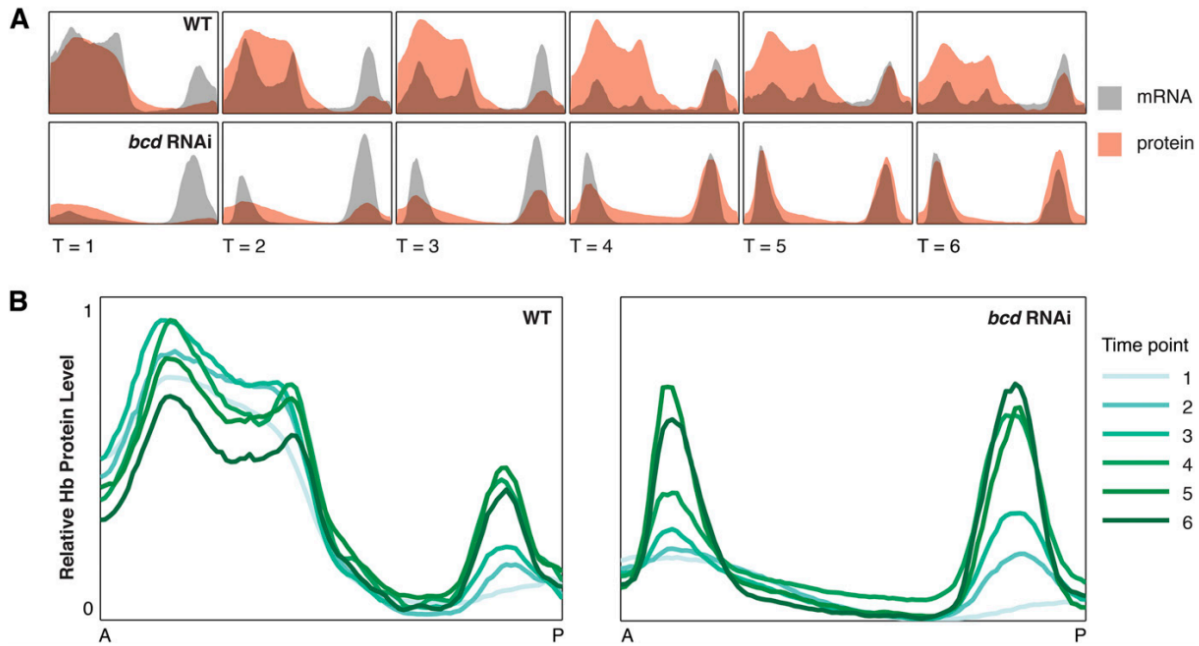 A
WT
mRNA
protein
bcd RNAi
T = 1
T = 2
T = 3
T = 4
T = 5
T = 6
B
Relative Hb Protein Level
1
0
WT
A
P
bcd RNAi
A
P
Time point
1
2
3
4
5
6